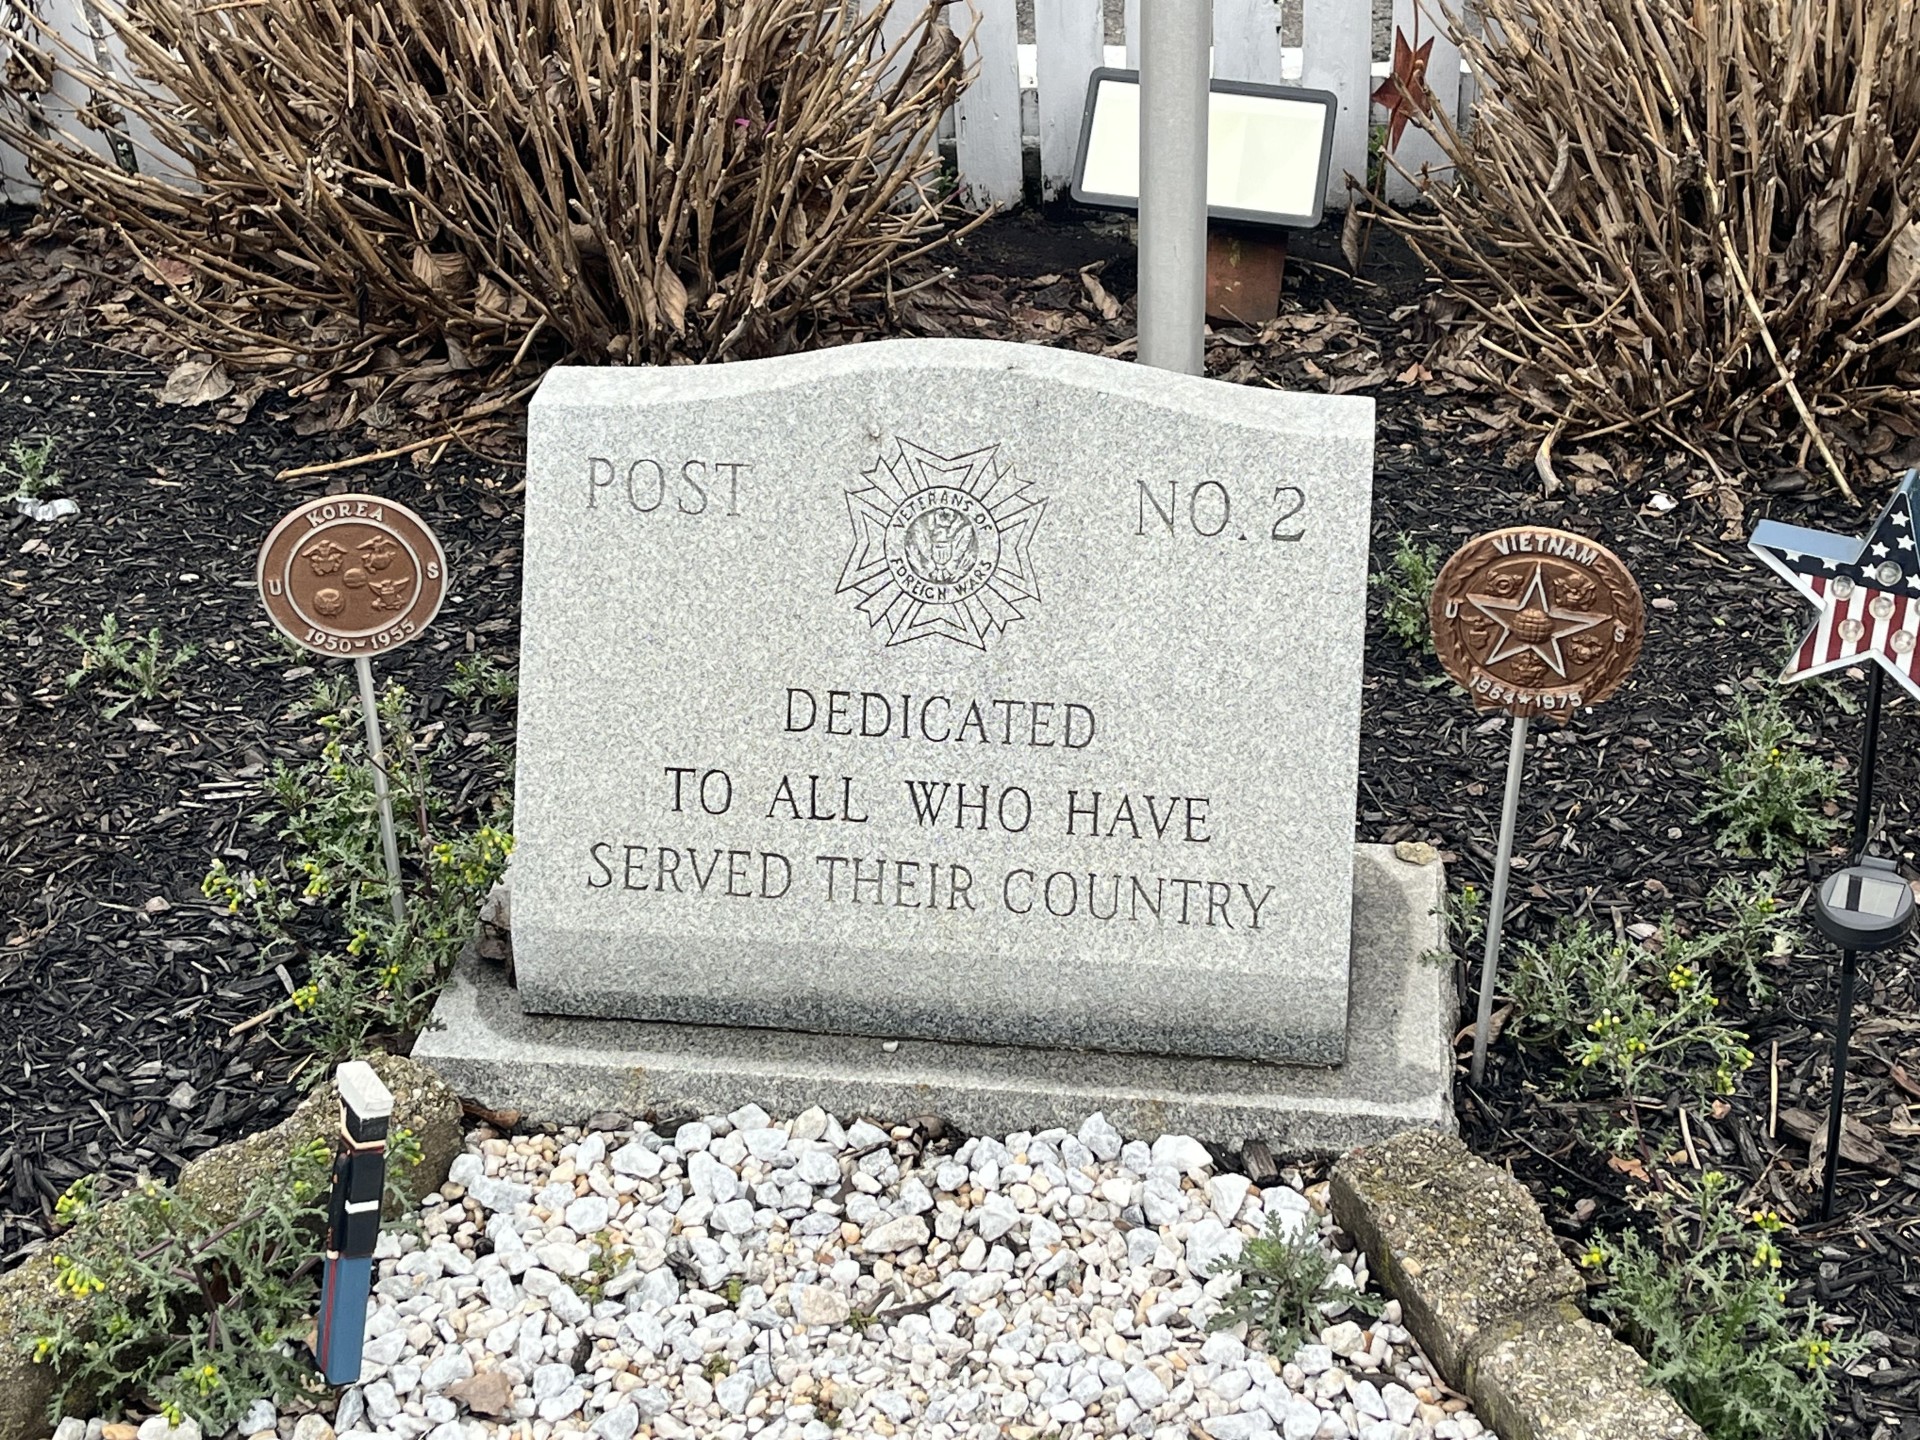 POST NO. 2
VETERANS OF
FOREIGN WARS
DEDICATED
TO ALL WHO HAVE
SERVED THEIR COUNTRY
KOREA
U S
1950-1955
VIETNAM
U S
1964★1975